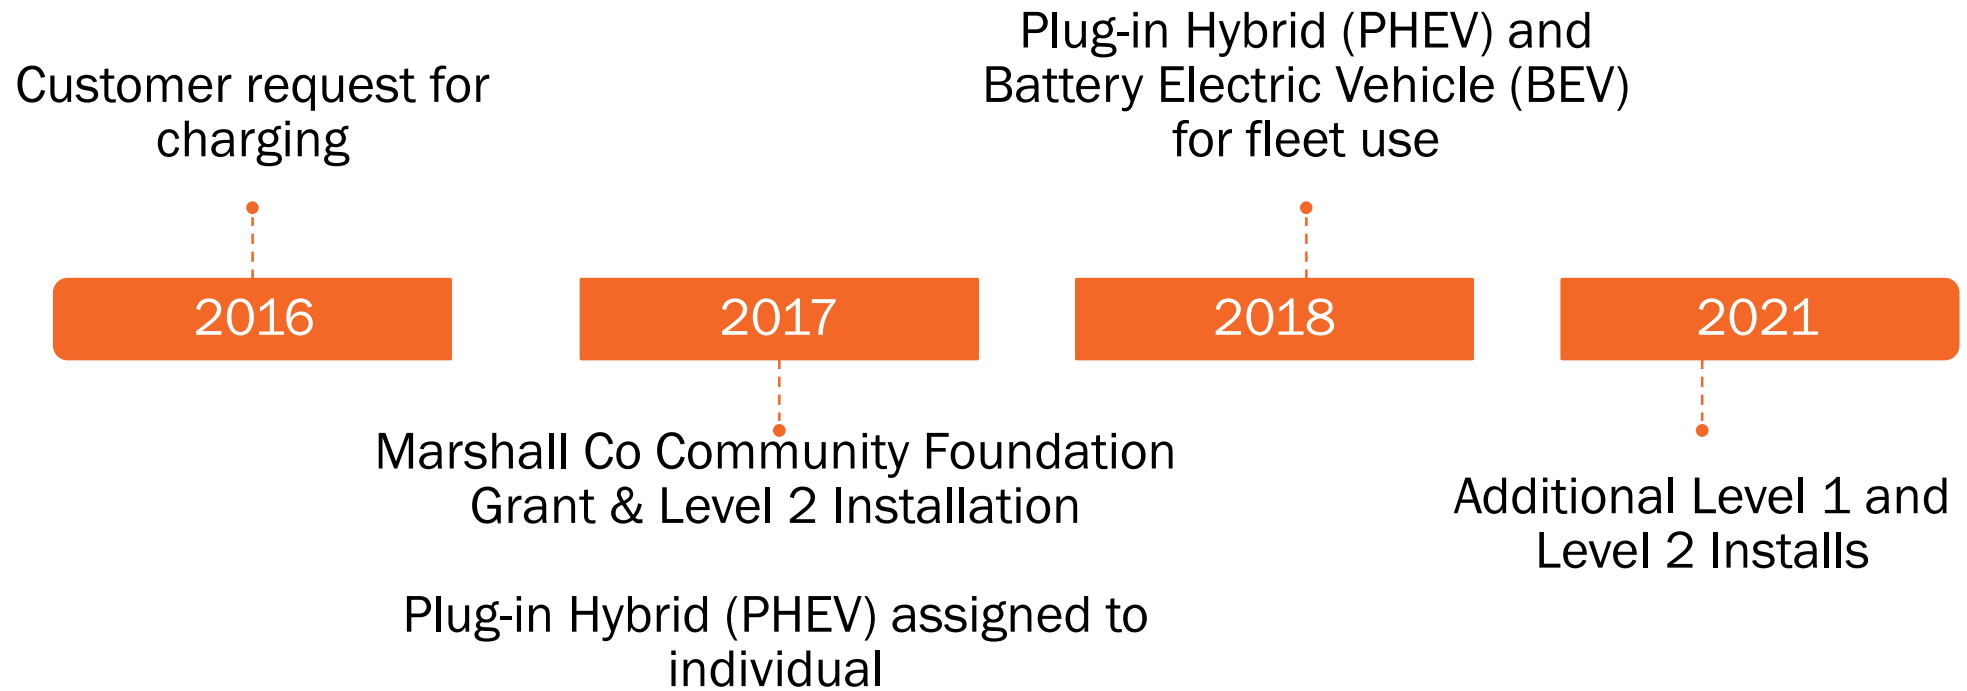 Customer request for
charging
2016
2017
Marshall Co Community Foundation
Grant & Level 2 Installation
Plug-in Hybrid (PHEV) assigned to
individual
Plug-in Hybrid (PHEV) and
Battery Electric Vehicle (BEV)
for fleet use
2018
2021
Additional Level 1 and
Level 2 Installs